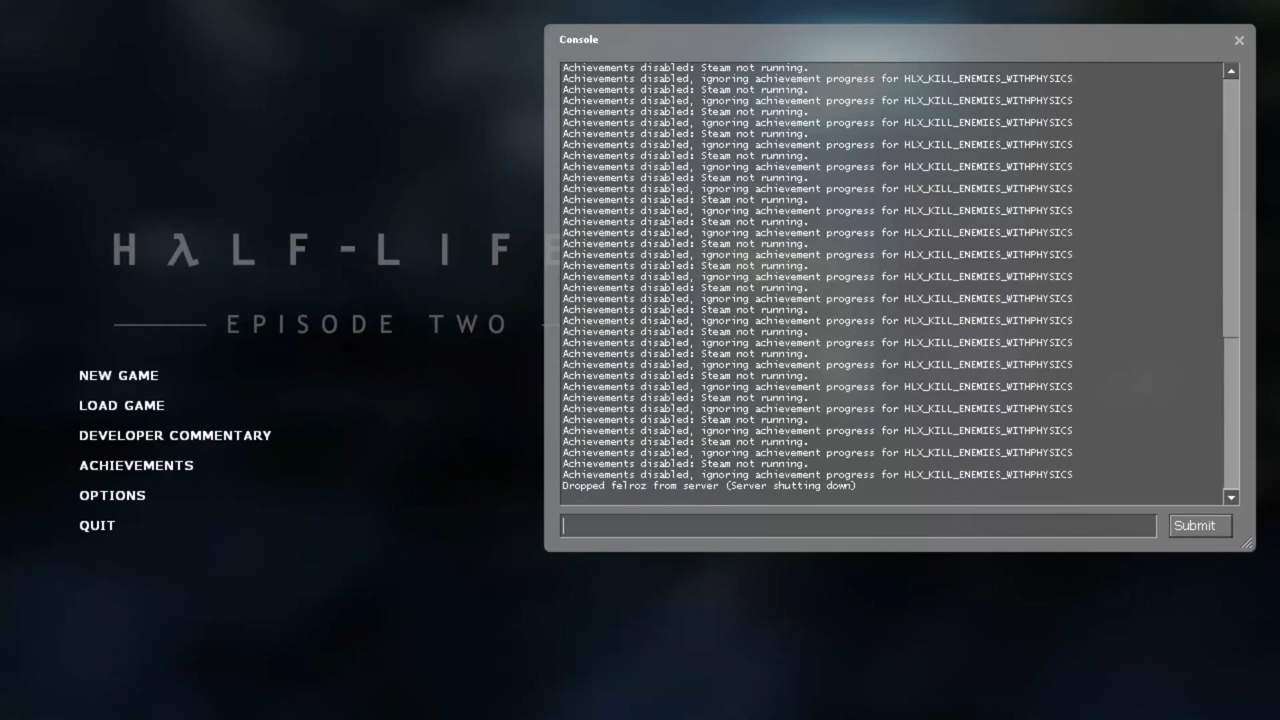 Console
Achievements disabled: Steam not running.
Achievements disabled, ignoring achievement progress for HLX_KILL_ENEMIES_WITHPHYSICS
Achievements disabled: Steam not running.
Achievements disabled, ignoring achievement progress for HLX_KILL_ENEMIES_WITHPHYSICS
Achievements disabled: Steam not running.
Achievements disabled, ignoring achievement progress for HLX_KILL_ENEMIES_WITHPHYSICS
Achievements disabled: Steam not running.
Achievements disabled, ignoring achievement progress for HLX_KILL_ENEMIES_WITHPHYSICS
Achievements disabled: Steam not running.
Achievements disabled, ignoring achievement progress for HLX_KILL_ENEMIES_WITHPHYSICS
Achievements disabled: Steam not running.
Achievements disabled, ignoring achievement progress for HLX_KILL_ENEMIES_WITHPHYSICS
Achievements disabled: Steam not running.
Achievements disabled, ignoring achievement progress for HLX_KILL_ENEMIES_WITHPHYSICS
Achievements disabled: Steam not running.
Achievements disabled, ignoring achievement progress for HLX_KILL_ENEMIES_WITHPHYSICS
Achievements disabled: Steam not running.
Achievements disabled, ignoring achievement progress for HLX_KILL_ENEMIES_WITHPHYSICS
Achievements disabled: Steam not running.
Achievements disabled, ignoring achievement progress for HLX_KILL_ENEMIES_WITHPHYSICS
Achievements disabled: Steam not running.
Achievements disabled, ignoring achievement progress for HLX_KILL_ENEMIES_WITHPHYSICS
Achievements disabled: Steam not running.
Achievements disabled, ignoring achievement progress for HLX_KILL_ENEMIES_WITHPHYSICS
Achievements disabled: Steam not running.
Achievements disabled, ignoring achievement progress for HLX_KILL_ENEMIES_WITHPHYSICS
Achievements disabled: Steam not running.
Achievements disabled, ignoring achievement progress for HLX_KILL_ENEMIES_WITHPHYSICS
Achievements disabled: Steam not running.
Achievements disabled, ignoring achievement progress for HLX_KILL_ENEMIES_WITHPHYSICS
Achievements disabled: Steam not running.
Achievements disabled, ignoring achievement progress for HLX_KILL_ENEMIES_WITHPHYSICS
Achievements disabled: Steam not running.
Achievements disabled, ignoring achievement progress for HLX_KILL_ENEMIES_WITHPHYSICS
Achievements disabled: Steam not running.
Achievements disabled, ignoring achievement progress for HLX_KILL_ENEMIES_WITHPHYSICS
Achievements disabled: Steam not running.
Achievements disabled, ignoring achievement progress for HLX_KILL_ENEMIES_WITHPHYSICS
Dropped felroz from server (Server shutting down)
Submit
HλLF-LIFE
EPISODE TWO
NEW GAME
LOAD GAME
DEVELOPER COMMENTARY
ACHIEVEMENTS
OPTIONS
QUIT